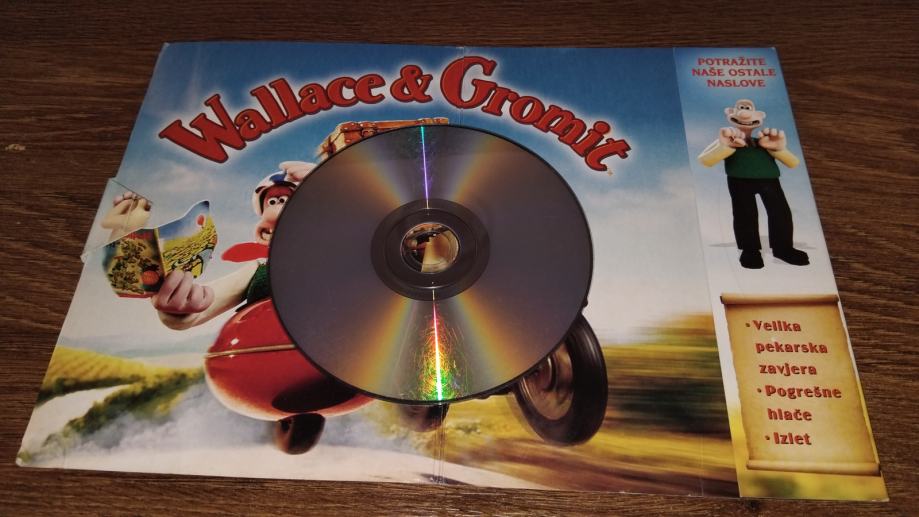 Wallace & Gromit
POTRAŽITE
NAŠE OSTALE
NASLOVE
• Velika
pekarska
zavjera
• Pogrešne
hlače
• Izlet